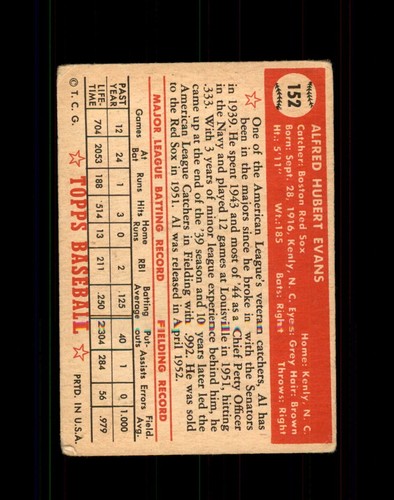 152
ALFRED HUBERT EVANS
Catcher: Boston Red Sox Home: Kenly, N. C.
Born: Sept. 28, 1916, Kenly, N. C. Eyes: Grey Hair: Brown
Ht.: 5'11" Wt.: 185 Bats: Right Throws: Right
One of the American League's veteran catchers, Al has
been in the majors since he broke in with the Senators
in 1939. He spent 1943 and most of '44 as a Chief Petty Officer
in the Navy and played 12 games at Louisville in 1951, hitting
.333. With 3 years of minor league experience behind him, he
came up at the end of the '39 season and 10 years later led the
American League Catchers in Fielding with .992. He was sold
to the Red Sox in 1951. Al was released in April 1952.
MAJOR LEAGUE BATTING RECORD FIELDING RECORD
Games At Bat Runs Hits Home Runs RBI Batting Average Put-outs Assists Errors Field. Avg.
PAST YEAR 12 24 1 3 0 2 .125 40 1 0 1.000
LIFE-TIME 704 2053 188 514 13 211 .250 2304 284 56 .979
© T. C. G. TOPPS BASEBALL PRTD. IN U.S.A.